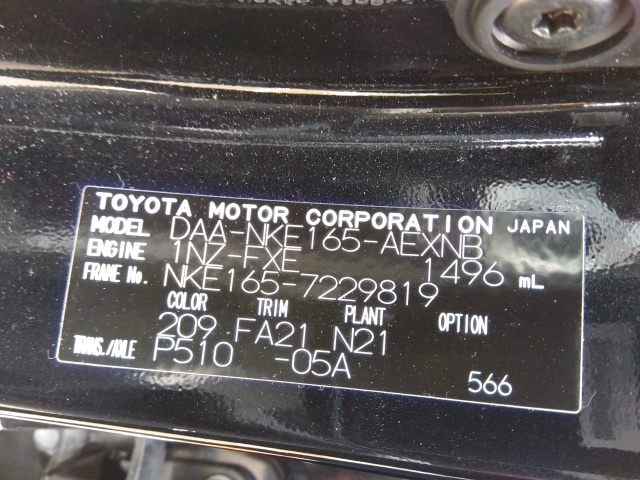 TOYOTA MOTOR CORPORATION JAPAN
MODEL DAA-NKE165-AEXNB
ENGINE 1NZ-FXE 1496 mL
FRAME No. NKE165-7229819
COLOR TRIM PLANT OPTION
209 FA21 N21
TRANS./AXLE P510 -05A
566